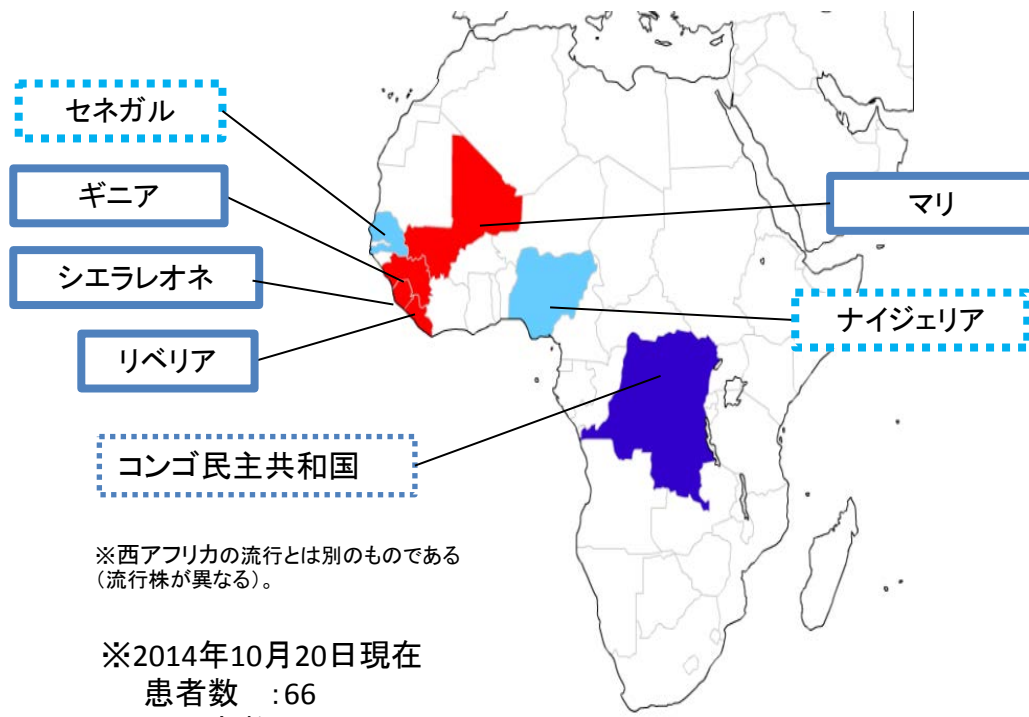 セネガル
ギニア
マリ
シエラレオネ
ナイジェリア
リベリア
コンゴ民主共和国
※西アフリカの流行とは別のものである
(流行株が異なる)。
※2014年10月20日現在
患者数 :66